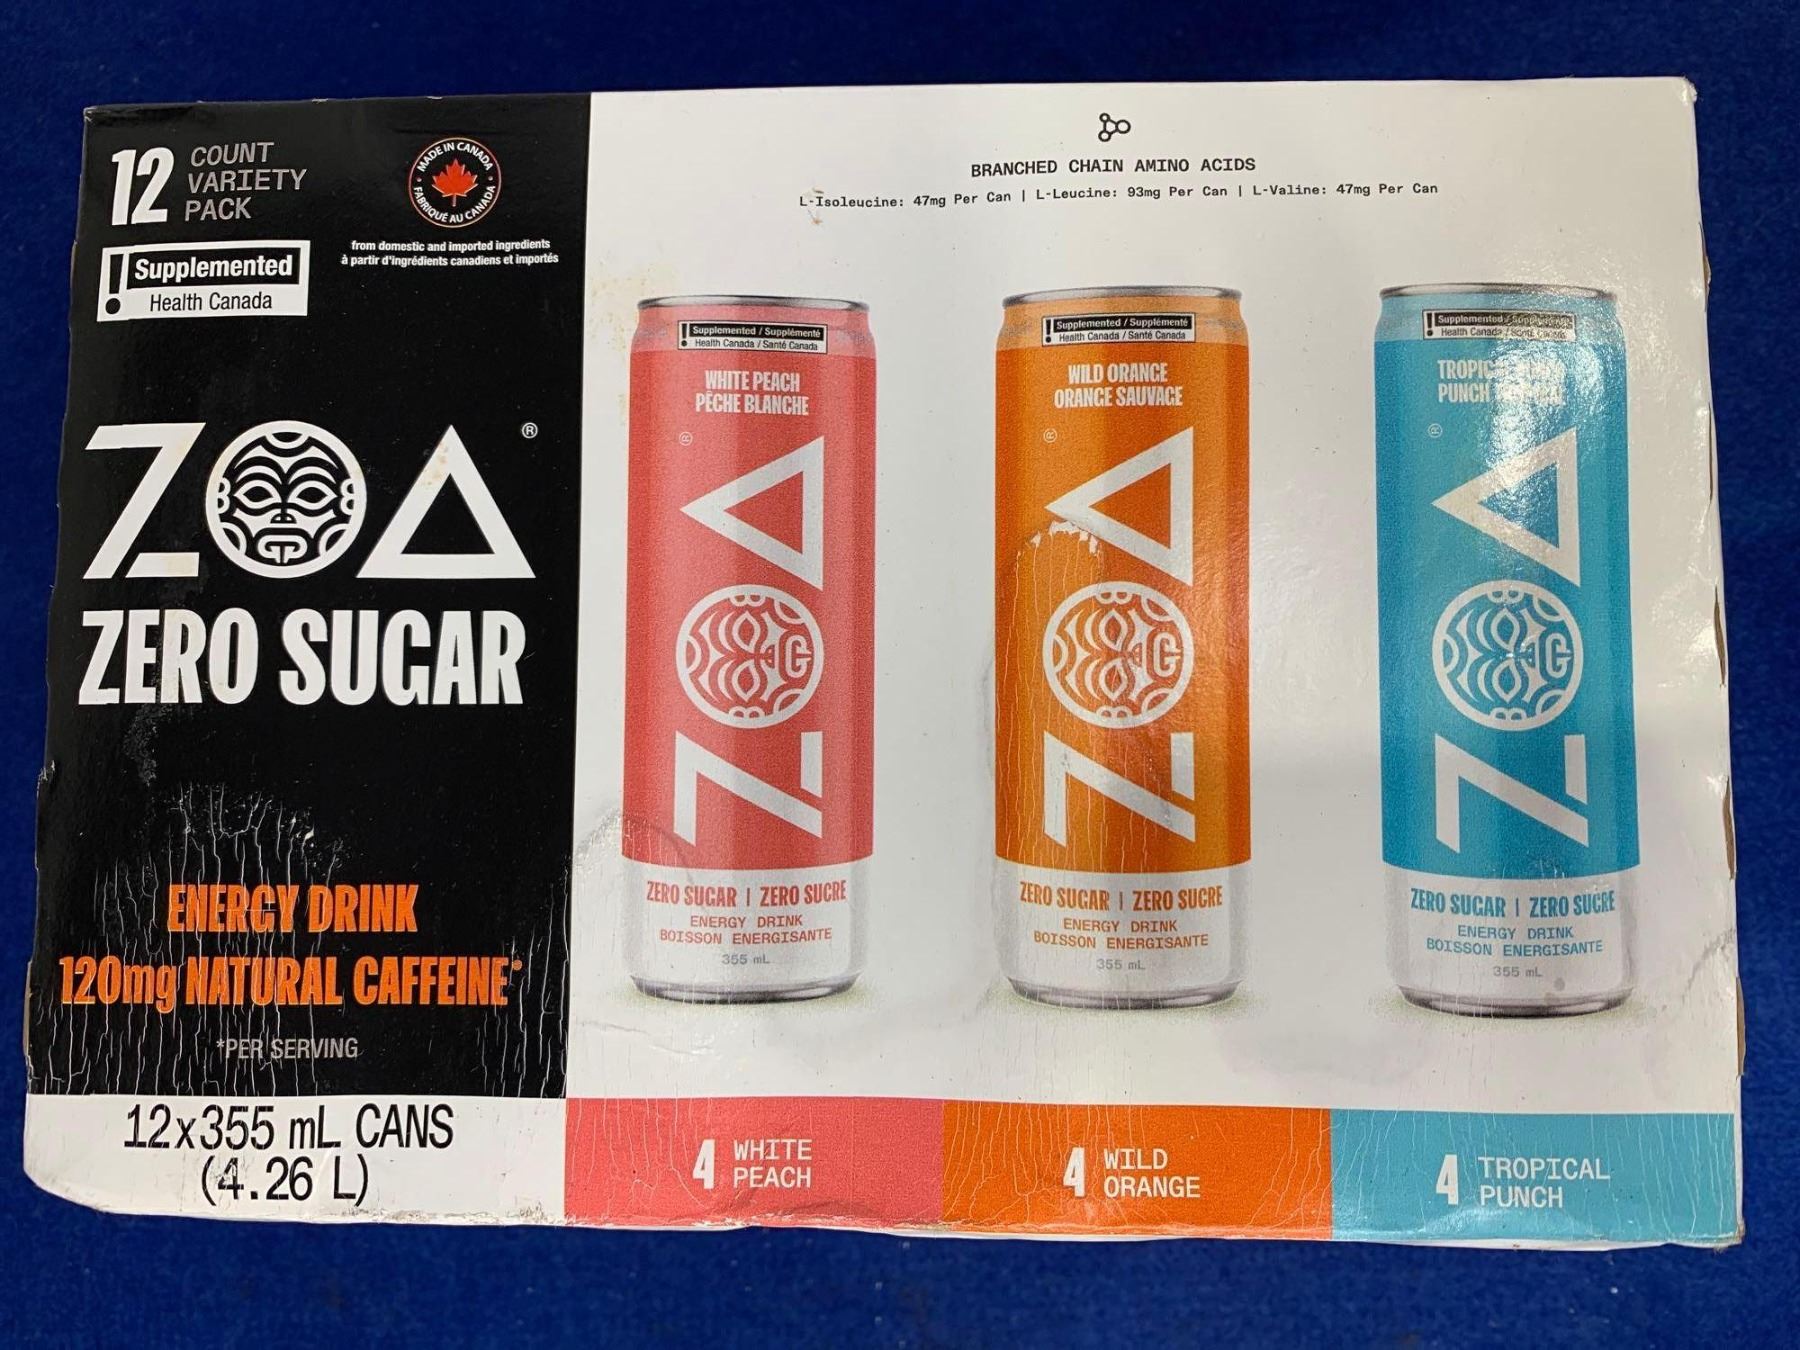 12 COUNT
VARIETY
PACK
MADE IN CANADA
FABRIQUÉ AU CANADA
from domestic and imported ingredients
à partir d'ingrédients canadiens et importés
! Supplemented
Health Canada
ZOA®
ZERO SUGAR
ENERGY DRINK
120mg NATURAL CAFFEINE*
*PER SERVING
12x355 mL CANS
(4.26 L)
BRANCHED CHAIN AMINO ACIDS
L-Isoleucine: 47mg Per Can | L-Leucine: 93mg Per Can | L-Valine: 47mg Per Can
! Supplemented / Supplémenté
Health Canada / Santé Canada
WHITE PEACH
PÊCHE BLANCHE
ZOA®
ZERO SUGAR | ZERO SUCRE
ENERGY DRINK
BOISSON ENERGISANTE
355 mL
! Supplemented / Supplémenté
Health Canada / Santé Canada
WILD ORANGE
ORANGE SAUVAGE
ZOA®
ZERO SUGAR | ZERO SUCRE
ENERGY DRINK
BOISSON ENERGISANTE
355 mL
! Supplemented /
Health Canada / Santé Canada
PUNCH
ZOA®
ZERO SUGAR | ZERO SUCRE
ENERGY DRINK
BOISSON ENERGISANTE
355 mL
4 WHITE
PEACH
4 WILD
ORANGE
4 TROPICAL
PUNCH